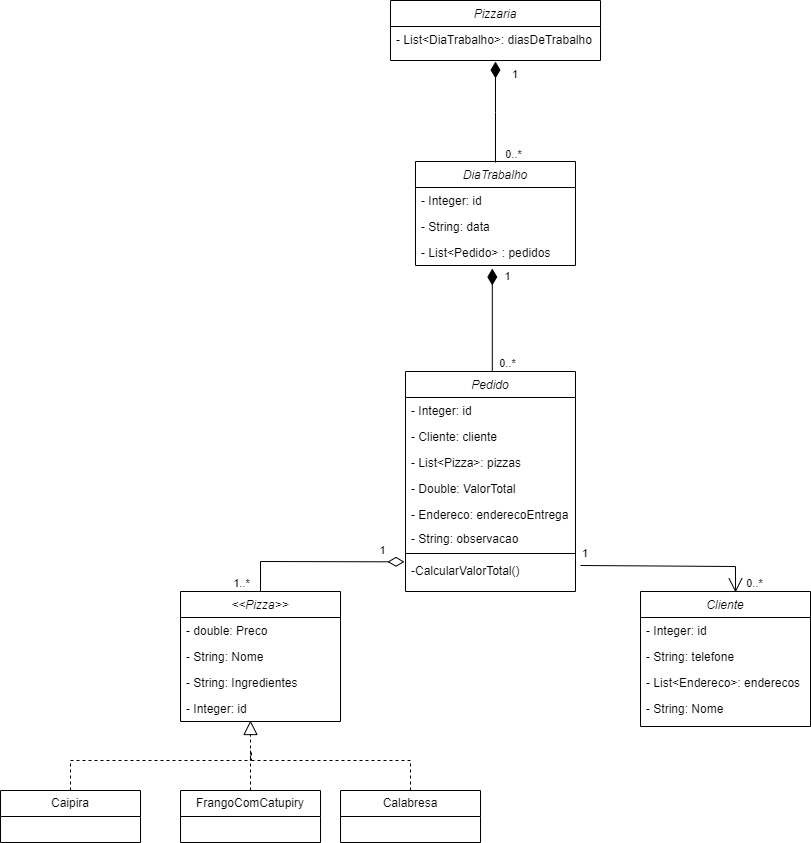 Pizzaria
- List<DiaTrabalho>: diasDeTrabalho
1
0..*
DiaTrabalho
- Integer: id
- String: data
- List<Pedido> : pedidos
1
0..*
Pedido
- Integer: id
- Cliente: cliente
- List<Pizza>: pizzas
- Double: ValorTotal
- Endereco: enderecoEntrega
- String: observacao
-CalcularValorTotal()
1
1..*
<<Pizza>>
- double: Preco
- String: Nome
- String: Ingredientes
- Integer: id
1
0..*
Cliente
- Integer: id
- String: telefone
- List<Endereco>: enderecos
- String: Nome
Caipira
FrangoComCatupiry
Calabresa